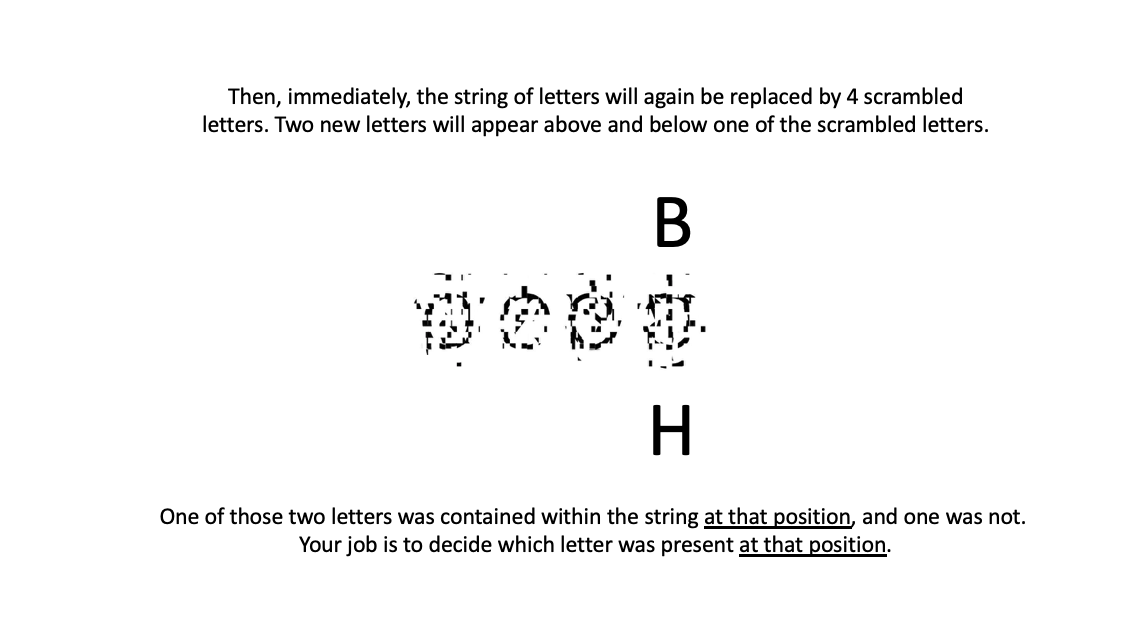 Then, immediately, the string of letters will again be replaced by 4 scrambled
letters. Two new letters will appear above and below one of the scrambled letters.
B
H
One of those two letters was contained within the string at that position, and one was not.
Your job is to decide which letter was present at that position.